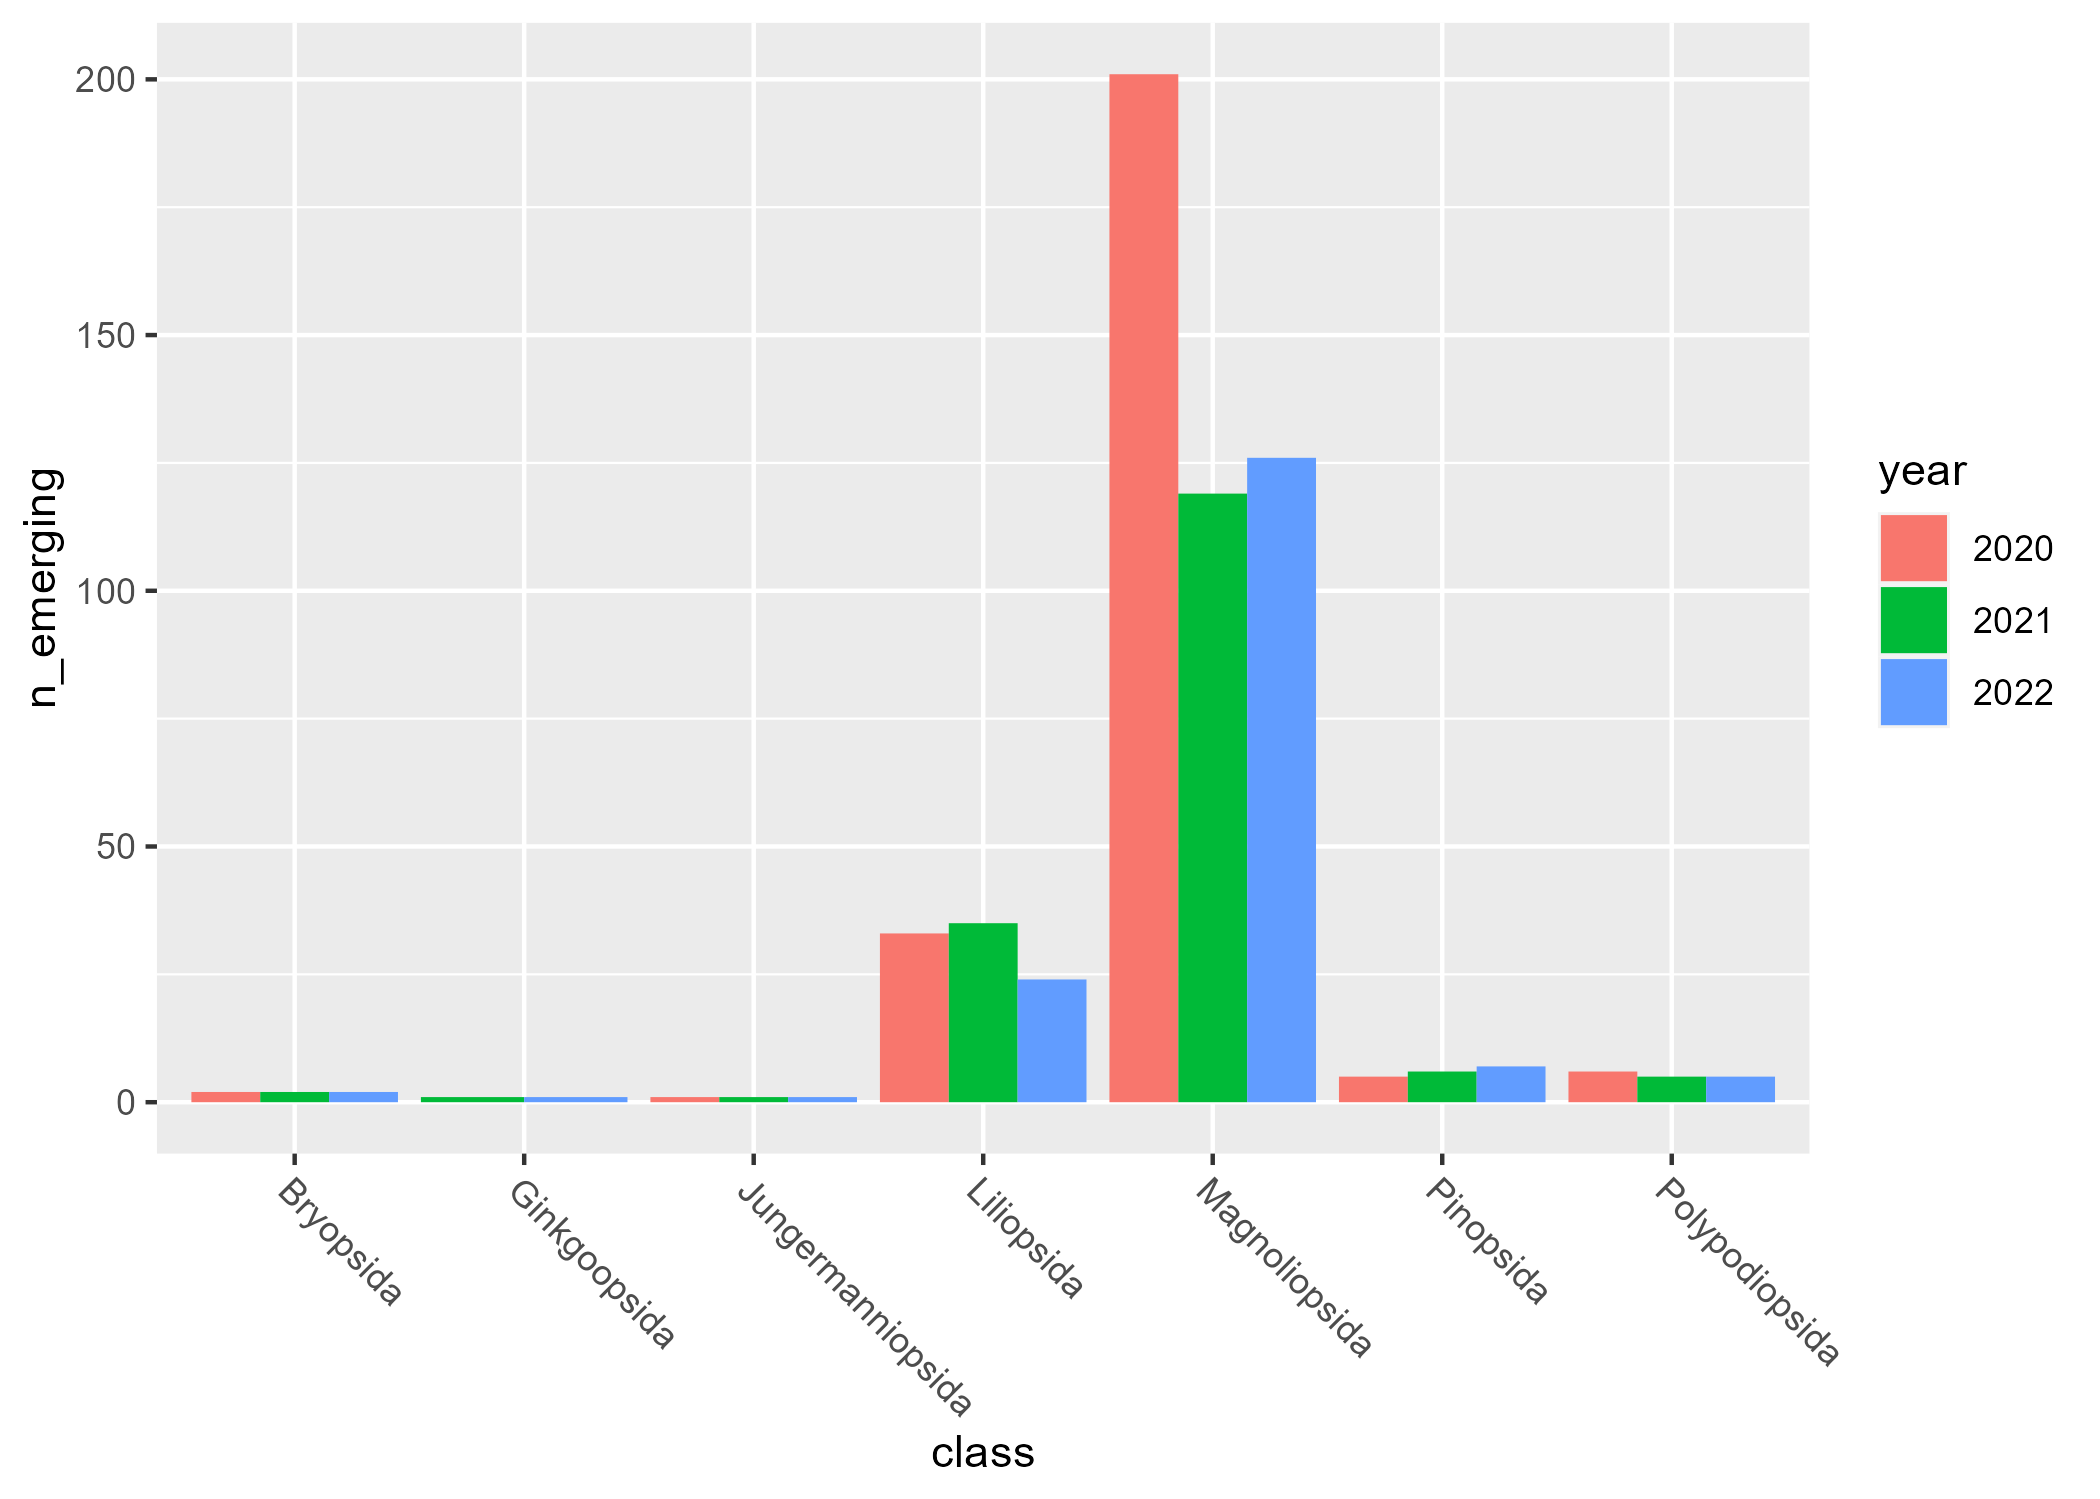 n_emerging
200
150
100
50
0
Bryopsida
Ginkgoopsida
Jungermanniopsida
Liliopsida
Magnoliopsida
Pinopsida
Polypodiopsida
class
year
2020
2021
2022